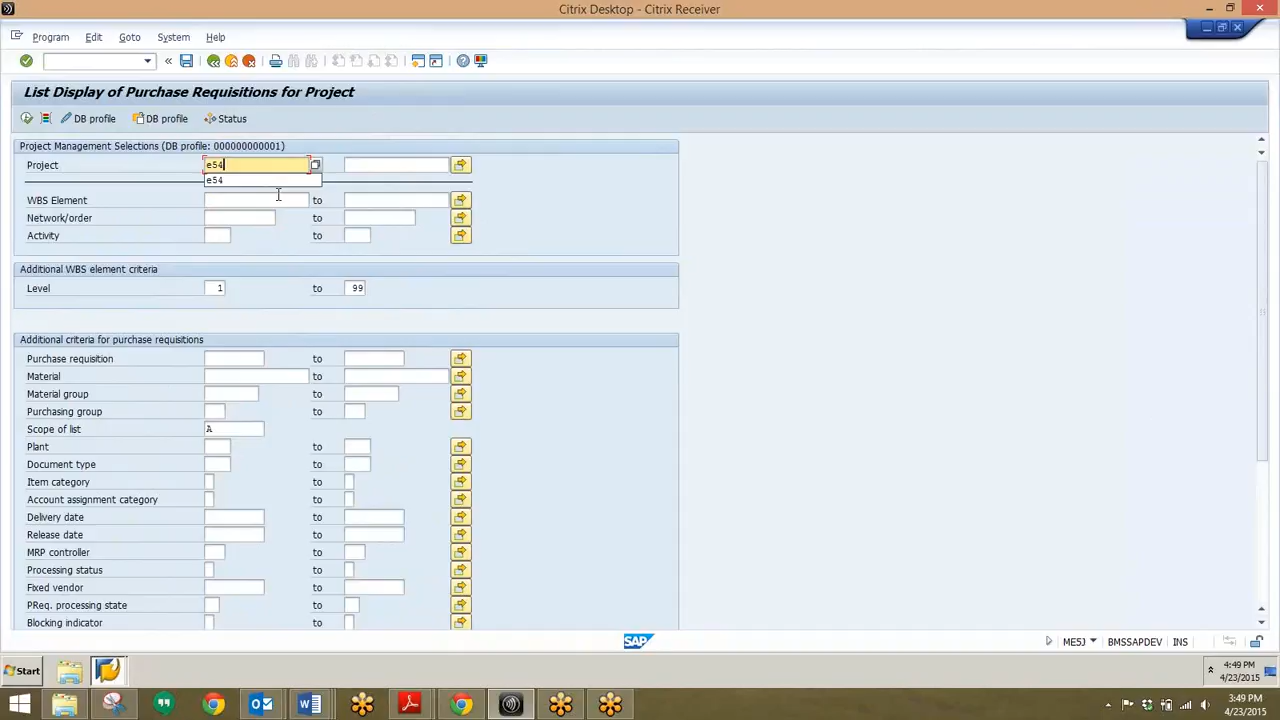 Citrix Desktop - Citrix Receiver
Program Edit Goto System Help
List Display of Purchase Requisitions for Project
DB profile DB profile Status
Project Management Selections (DB profile: 000000000001)
Project e54
e54
WBS Element to
Network/order to
Activity to
Additional WBS element criteria
Level 1 to 99
Additional criteria for purchase requisitions
Purchase requisition to
Material to
Material group to
Purchasing group to
Scope of list A
Plant to
Document type to
Item category to
Account assignment category to
Delivery date to
Release date to
MRP controller to
Processing status to
Fixed vendor to
PReq. processing state to
Blocking indicator to
SAP ME5J BMSSAPDEV INS
Start 4:49 PM
4/23/2015
3:49 PM
4/23/2015